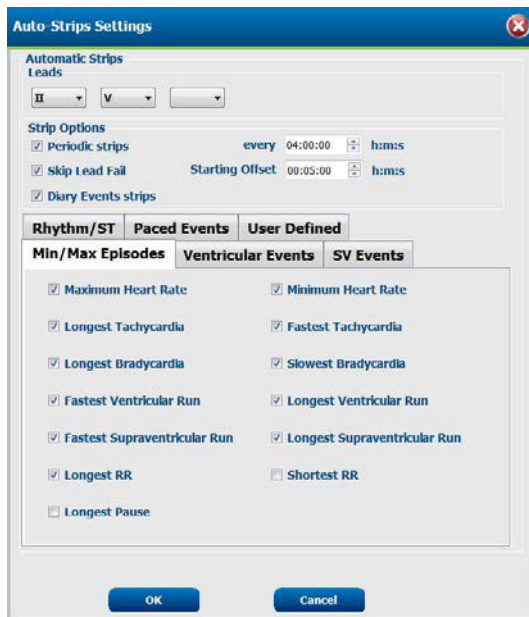 Auto-Strips Settings
Automatic Strips
Leads
II V
Strip Options
Periodic strips every 04:00:00 h:m:s
Skip Lead Fail Starting Offset 00:05:00 h:m:s
Diary Events strips
Rhythm/ST Paced Events User Defined
Min/Max Episodes Ventricular Events SV Events
Maximum Heart Rate Minimum Heart Rate
Longest Tachycardia Fastest Tachycardia
Longest Bradycardia Slowest Bradycardia
Fastest Ventricular Run Longest Ventricular Run
Fastest Supraventricular Run Longest Supraventricular Run
Longest RR Shortest RR
Longest Pause
OK Cancel